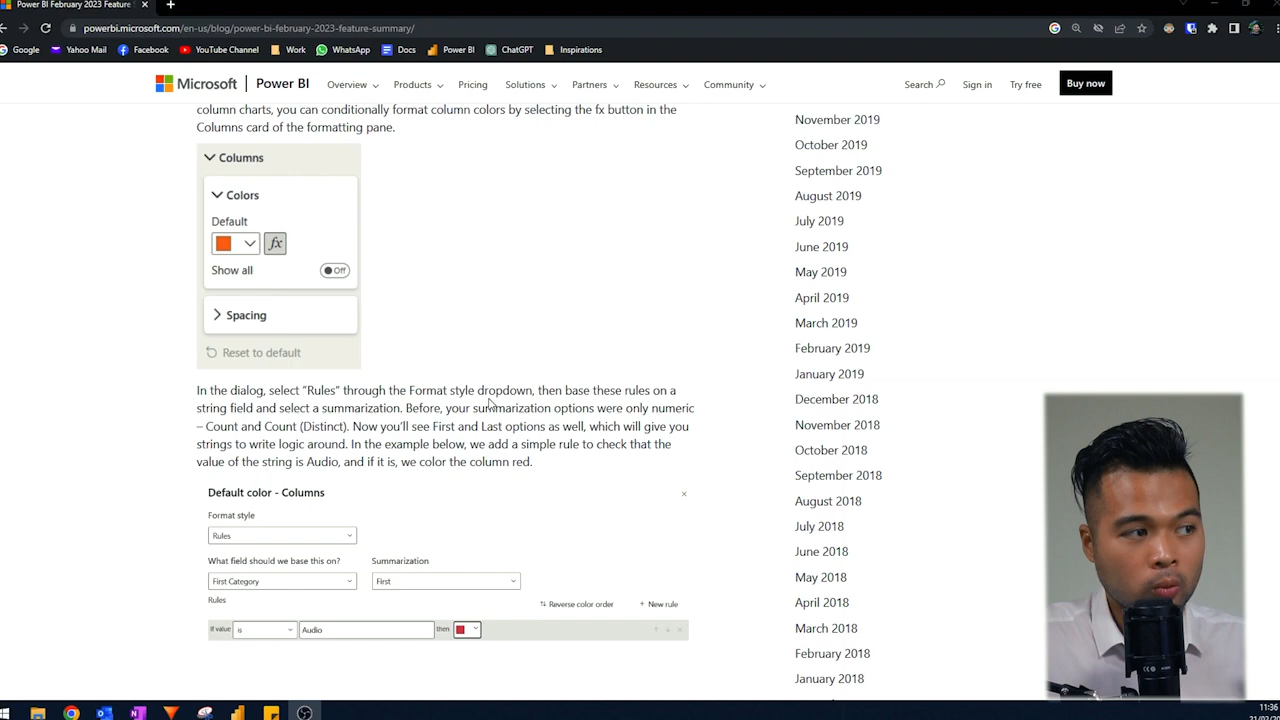 Power BI February 2023 Feature
powerbi.microsoft.com/en-us/blog/power-bi-february-2023-feature-summary/
Google Yahoo Mail Facebook YouTube Channel Work WhatsApp Docs Power BI ChatGPT Inspirations
Microsoft Power BI Overview Products Pricing Solutions Partners Resources Community Search Sign in Try free Buy now
column charts, you can conditionally format column colors by selecting the fx button in the
Columns card of the formatting pane.
Columns
Colors
Default
fx
Show all Off
Spacing
Reset to default
In the dialog, select “Rules” through the Format style dropdown, then base these rules on a
string field and select a summarization. Before, your summarization options were only numeric
– Count and Count (Distinct). Now you’ll see First and Last options as well, which will give you
strings to write logic around. In the example below, we add a simple rule to check that the
value of the string is Audio, and if it is, we color the column red.
Default color - Columns
Format style
Rules
What field should we base this on? Summarization
First Category First
Rules
Reverse color order + New rule
If value is Audio then
November 2019
October 2019
September 2019
August 2019
July 2019
June 2019
May 2019
April 2019
March 2019
February 2019
January 2019
December 2018
November 2018
October 2018
September 2018
August 2018
July 2018
June 2018
May 2018
April 2018
March 2018
February 2018
January 2018
11:36